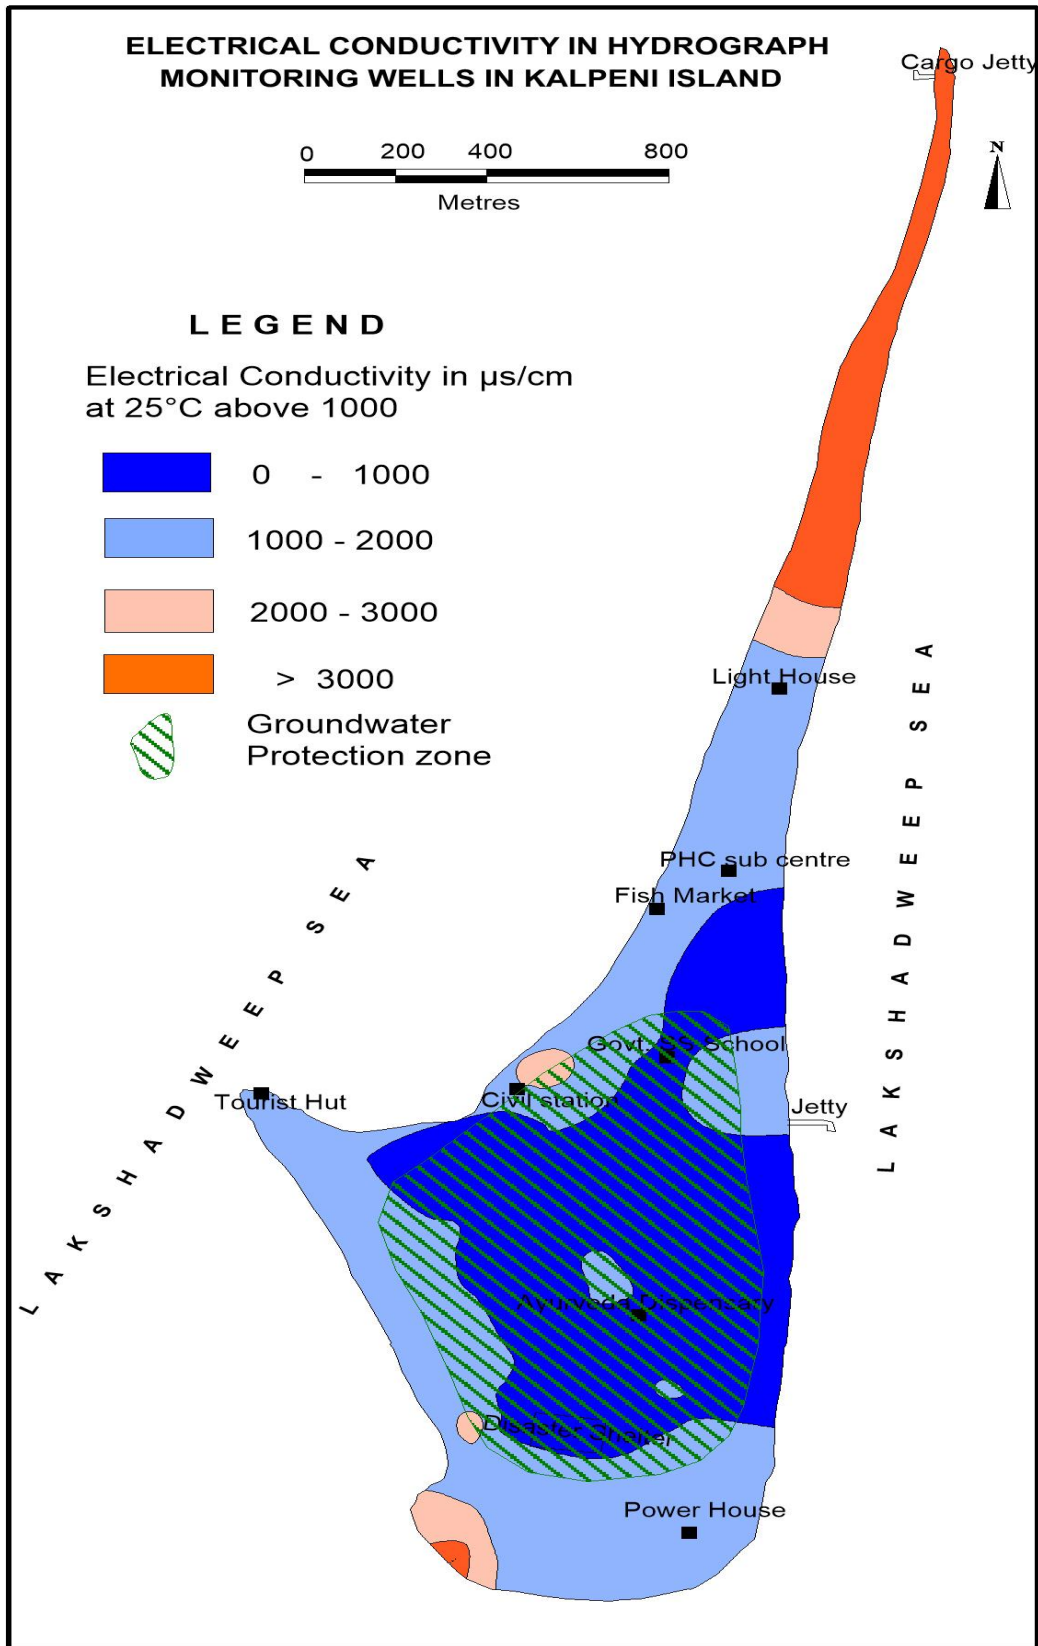 ELECTRICAL CONDUCTIVITY IN HYDROGRAPH
MONITORING WELLS IN KALPENI ISLAND
Cargo Jetty
0 200 400 800
Metres
N
LEGEND
Electrical Conductivity in µs/cm
at 25°C above 1000
0 - 1000
1000 - 2000
2000 - 3000
> 3000
Groundwater
Protection zone
Light House
LAKSHADWEEP SEA
PHC sub centre
Fish Market
LAKSHADWEEP SEA
Govt. SS School
Tourist Hut
Civil station
Jetty
Ayurveda Dispensary
Disaster Shelter
Power House